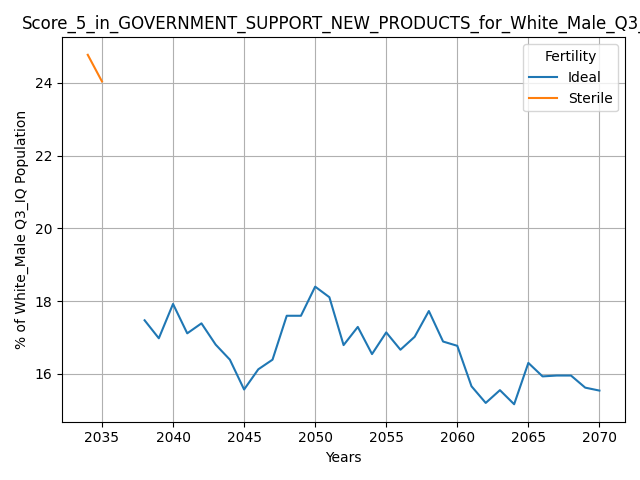 Score_5_in_GOVERNMENT_SUPPORT_NEW_PRODUCTS_for_White_Male_Q3_
Fertility
Ideal
Sterile
% of White_Male Q3_IQ Population
24
22
20
18
16
2035 2040 2045 2050 2055 2060 2065 2070
Years